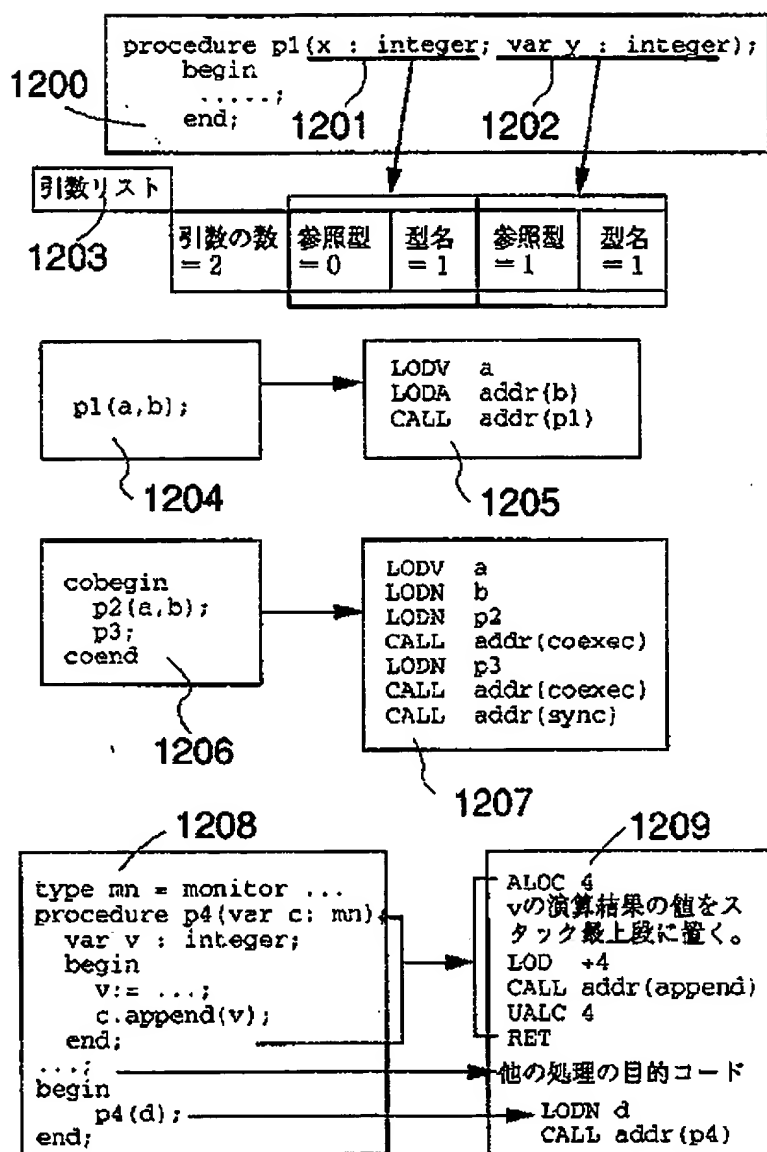 procedure p1(x : integer; var y : integer);
begin
.....;
end;
1200
1201
1202
引数リスト
1203
引数の数
= 2
参照型
= 0
型名
= 1
参照型
= 1
型名
= 1
p1(a,b);
1204
LODV a
LODA addr(b)
CALL addr(p1)
1205
cobegin
p2(a,b);
p3;
coend
1206
LODV a
LODN b
LODN p2
CALL addr(coexec)
LODN p3
CALL addr(coexec)
CALL addr(sync)
1207
1208
type mn = monitor ...
procedure p4(var c: mn);
var v : integer;
begin
v:= ...;
c.append(v);
end;
...;
begin
p4(d);
end;
1209
ALOC 4
vの演算結果の値をス
タック最上段に置く。
LOD +4
CALL addr(append)
UALC 4
RET
他の処理の目的コード
LODN d
CALL addr(p4)